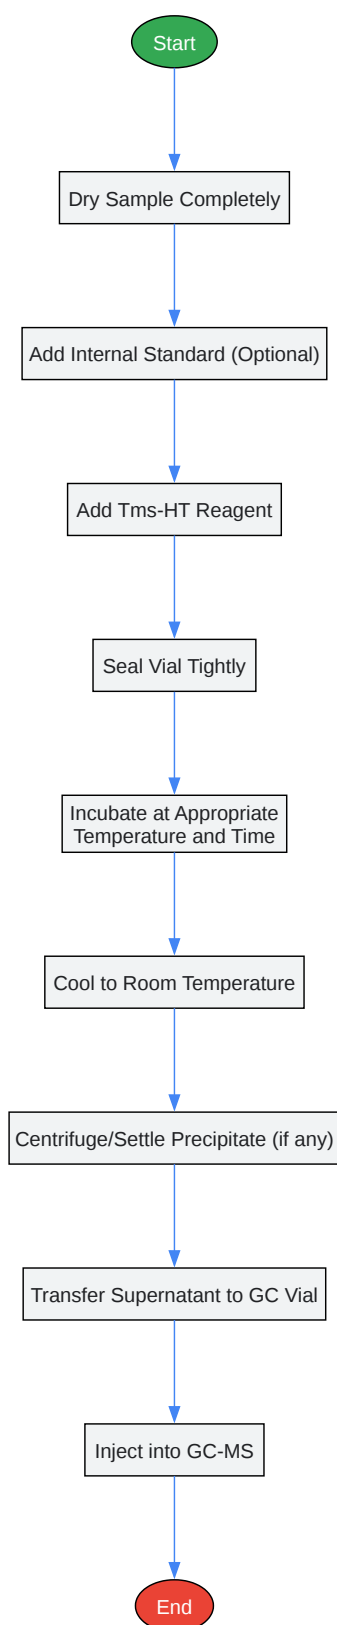 Start
Dry Sample Completely
Add Internal Standard (Optional)
Add Tms-HT Reagent
Seal Vial Tightly
Incubate at Appropriate
Temperature and Time
Cool to Room Temperature
Centrifuge/Settle Precipitate (if any)
Transfer Supernatant to GC Vial
Inject into GC-MS
End